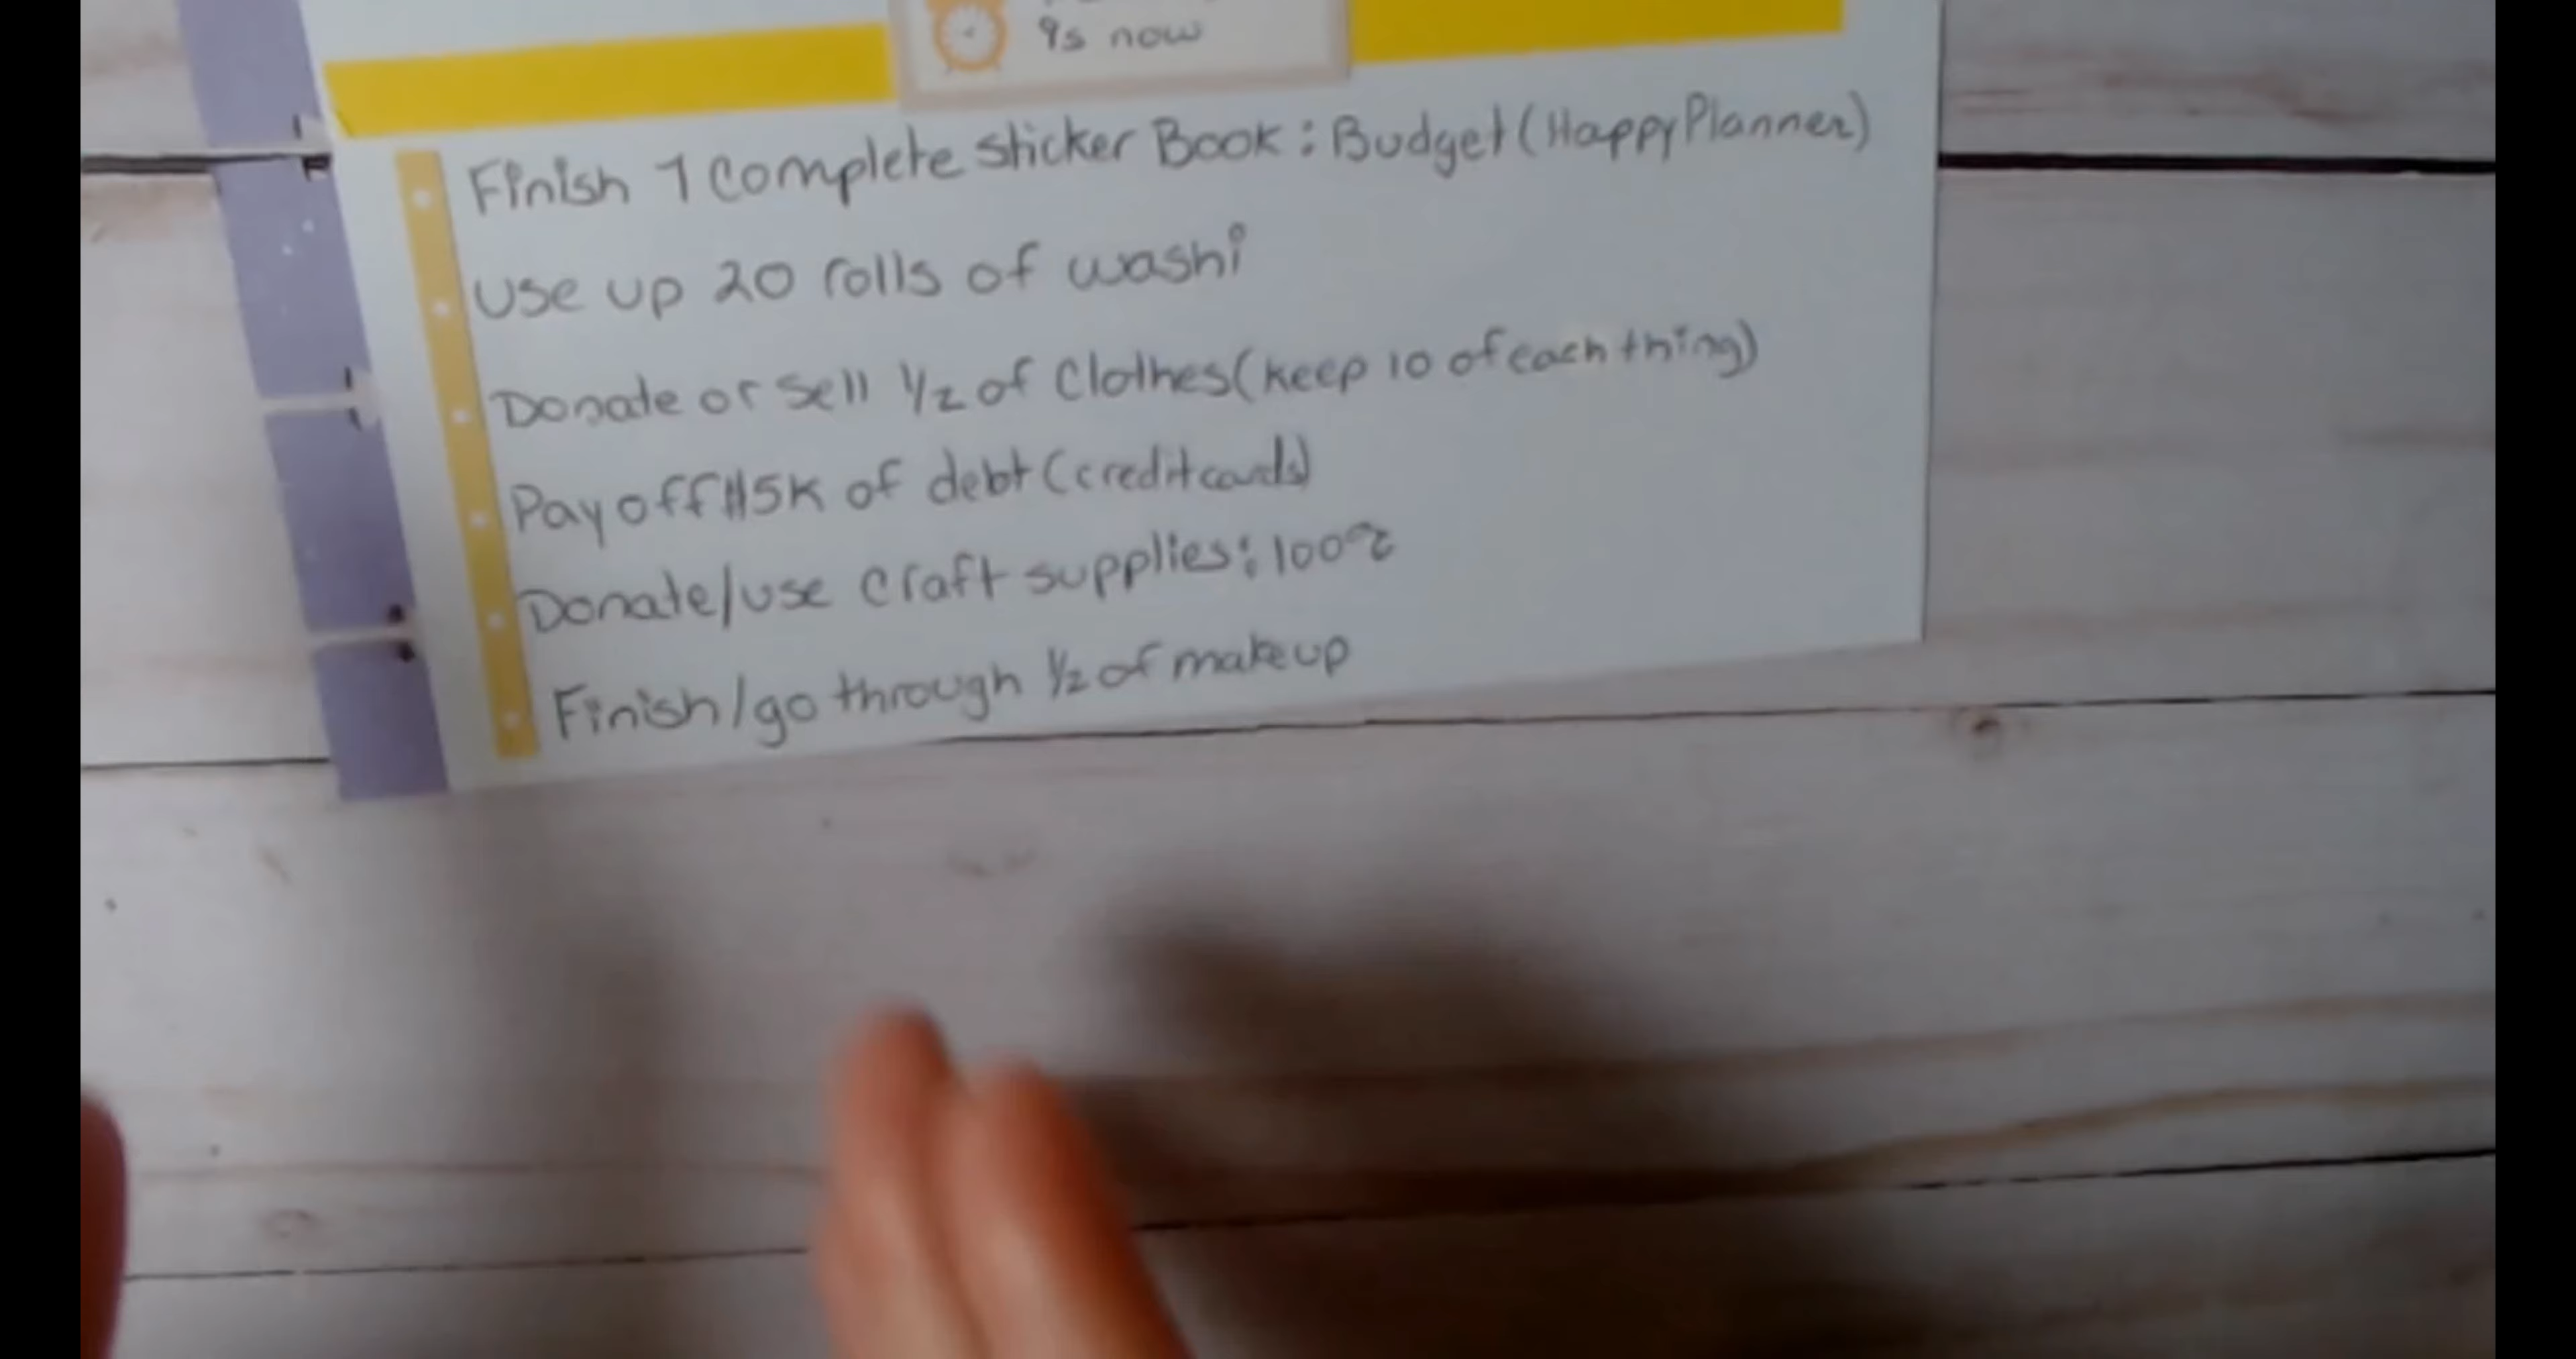 9s now
Finish 1 Complete Sticker Book: Budget (Happy Planner)
Use up 20 rolls of washi
Donate or Sell 1/2 of Clothes (keep 10 of each thing)
Pay off $5K of debt (credit cards)
Donate/use craft supplies: 100%
Finish/go through 1/2 of makeup